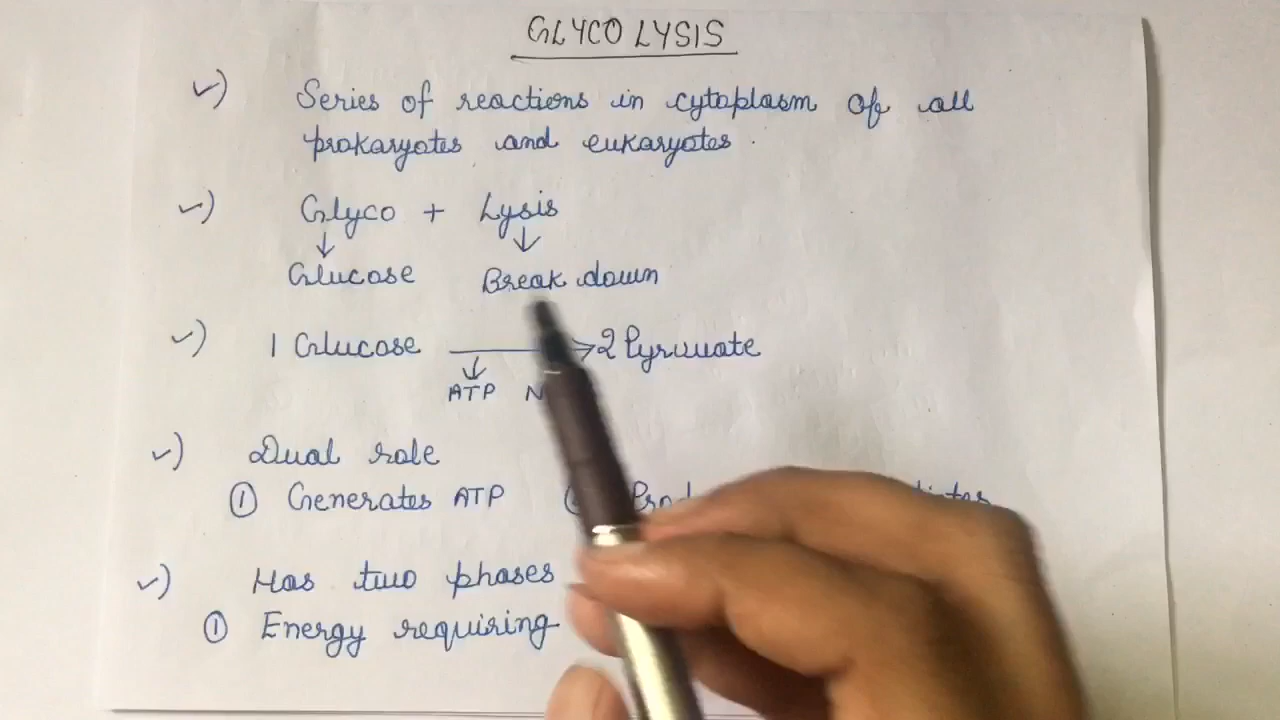 GLYCOLYSIS
✓) Series of reactions in cytoplasm of all
prokaryotes and eukaryotes.
✓) Glyco + Lysis
↓ ↓
Glucose Break down
✓) 1 Glucose → 2 Pyruvate
↓
ATP
✓) Dual role
① Generates ATP
✓) Has two phases
① Energy requiring